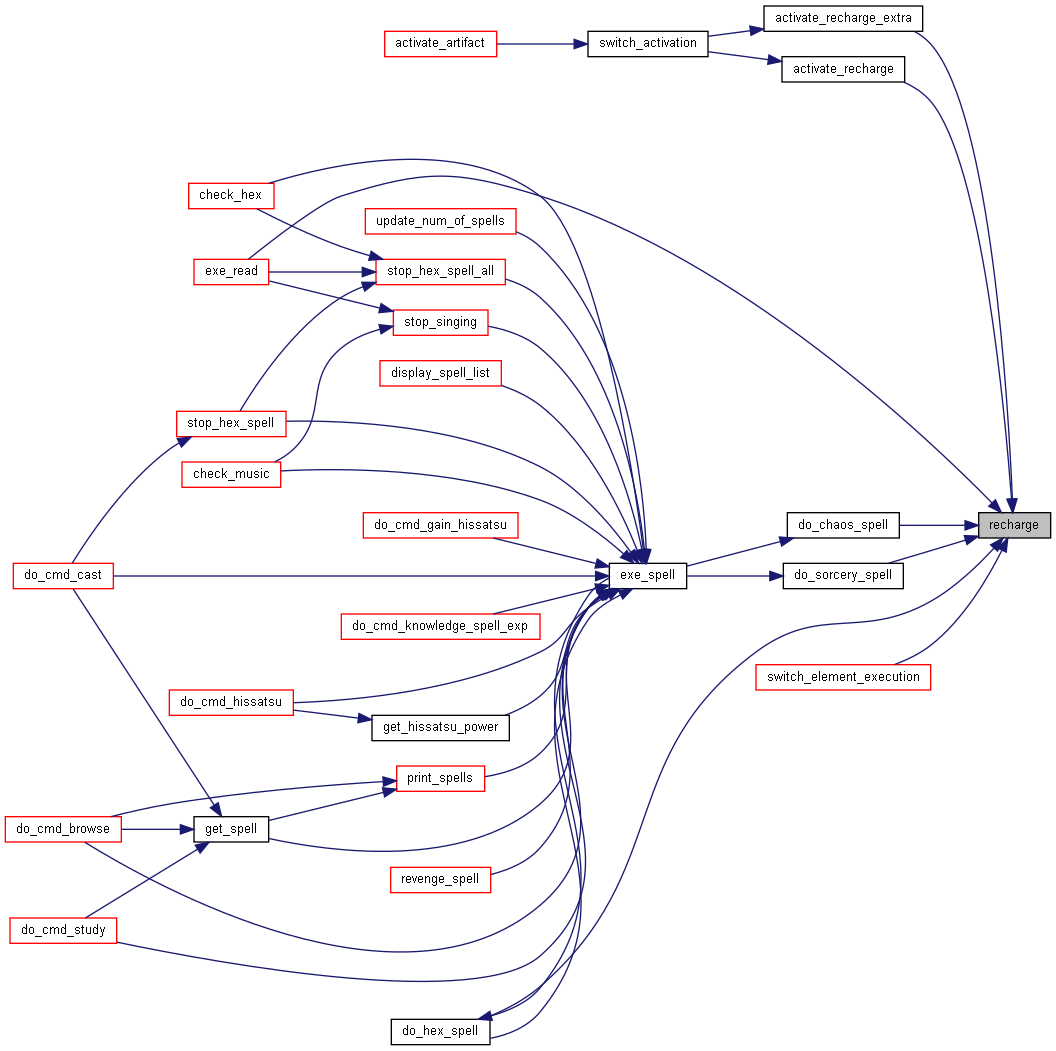 activate_recharge_extra
activate_artifact
switch_activation
activate_recharge
check_hex
update_num_of_spells
exe_read
stop_hex_spell_all
stop_singing
display_spell_list
stop_hex_spell
check_music
do_cmd_gain_hissatsu
do_chaos_spell
recharge
do_cmd_cast
exe_spell
do_sorcery_spell
do_cmd_knowledge_spell_exp
switch_element_execution
do_cmd_hissatsu
get_hissatsu_power
print_spells
do_cmd_browse
get_spell
revenge_spell
do_cmd_study
do_hex_spell